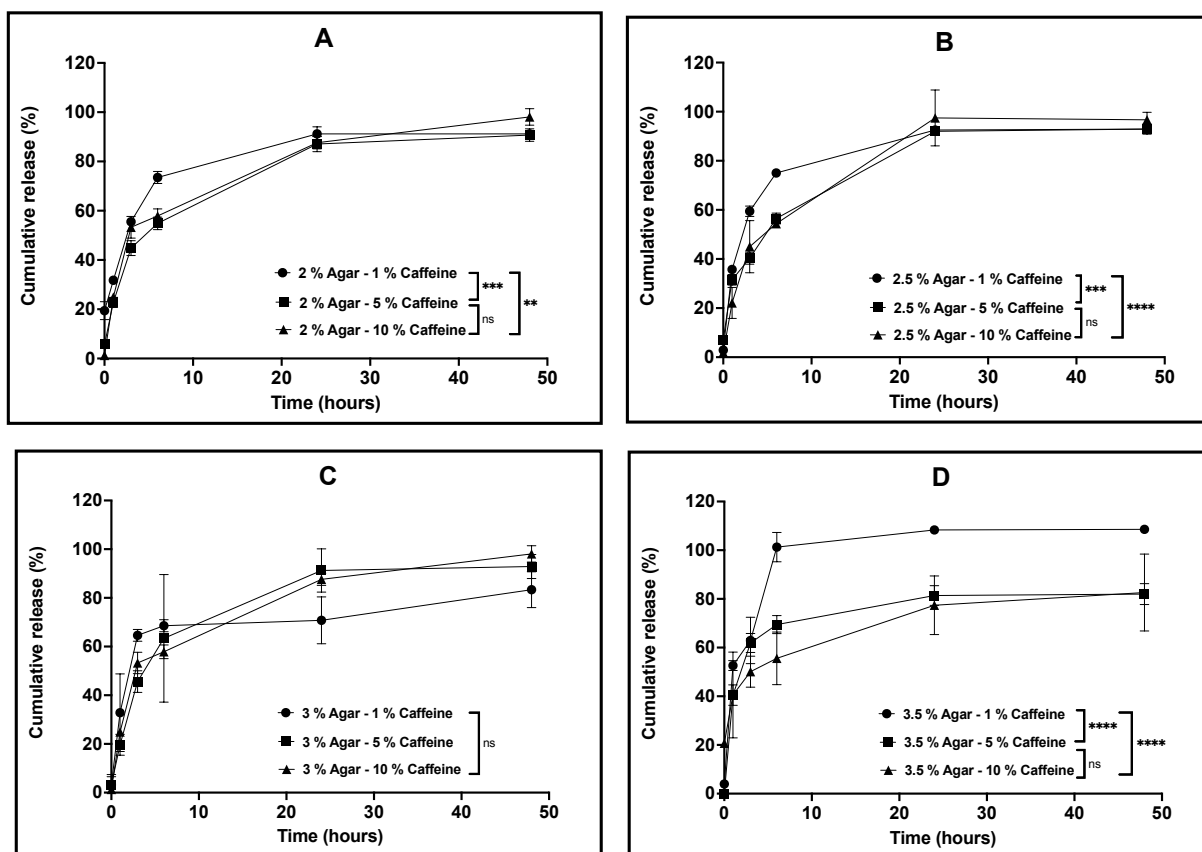 A
Cumulative release (%)
120
100
80
60
40
20
0
0 10 20 30 40 50
Time (hours)
2 % Agar - 1 % Caffeine
2 % Agar - 5 % Caffeine
2 % Agar - 10 % Caffeine
***
ns
**
B
Cumulative release (%)
120
100
80
60
40
20
0
0 10 20 30 40 50
Time (hours)
2.5 % Agar - 1 % Caffeine
2.5 % Agar - 5 % Caffeine
2.5 % Agar - 10 % Caffeine
***
ns
****
C
Cumulative release (%)
120
100
80
60
40
20
0
0 10 20 30 40 50
Time (hours)
3 % Agar - 1 % Caffeine
3 % Agar - 5 % Caffeine
3 % Agar - 10 % Caffeine
ns
D
Cumulative release (%)
120
100
80
60
40
20
0
0 10 20 30 40 50
Time (hours)
3.5 % Agar - 1 % Caffeine
3.5 % Agar - 5 % Caffeine
3.5 % Agar - 10 % Caffeine
****
ns
****